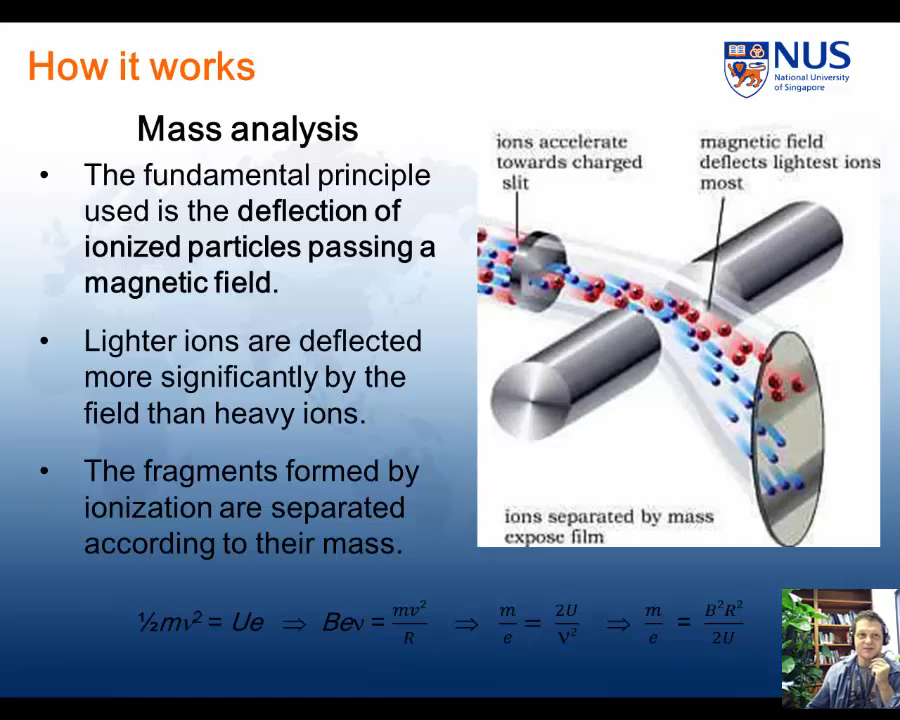 How it works
NUS
National University
of Singapore
Mass analysis
• The fundamental principle
used is the deflection of
ionized particles passing a
magnetic field.
• Lighter ions are deflected
more significantly by the
field than heavy ions.
• The fragments formed by
ionization are separated
according to their mass.
ions accelerate
towards charged
slit
magnetic field
deflects lightest ions
most
ions separated by mass
expose film
½mν² = Ue ⇒ Beν = mv²/R ⇒ m/e = 2U/V² ⇒ m/e = B²R²/2U